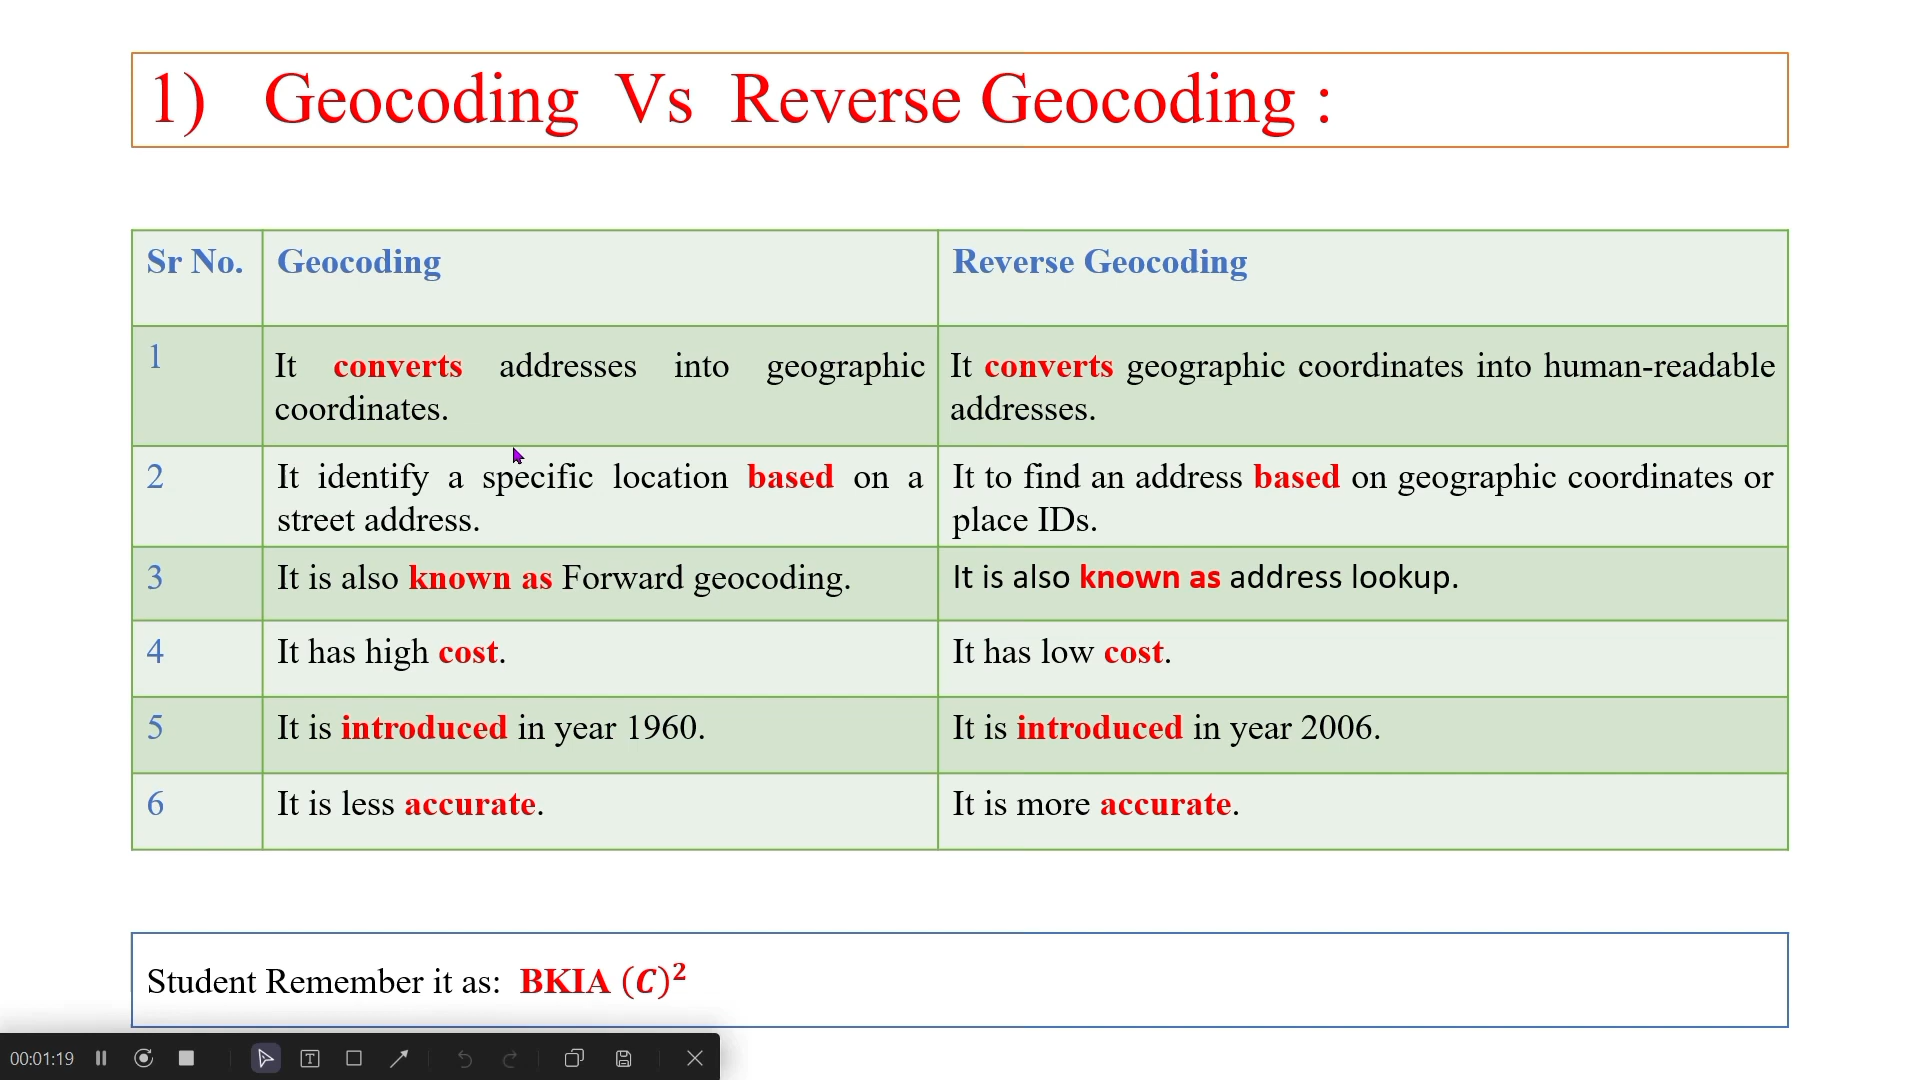 1) Geocoding Vs Reverse Geocoding :
Sr No. Geocoding Reverse Geocoding
1 It converts addresses into geographic It converts geographic coordinates into human-readable
coordinates. addresses.
2 It identify a specific location based on a It to find an address based on geographic coordinates or
street address. place IDs.
3 It is also known as Forward geocoding. It is also known as address lookup.
4 It has high cost. It has low cost.
5 It is introduced in year 1960. It is introduced in year 2006.
6 It is less accurate. It is more accurate.
Student Remember it as: BKIA (C)²
00:01:19